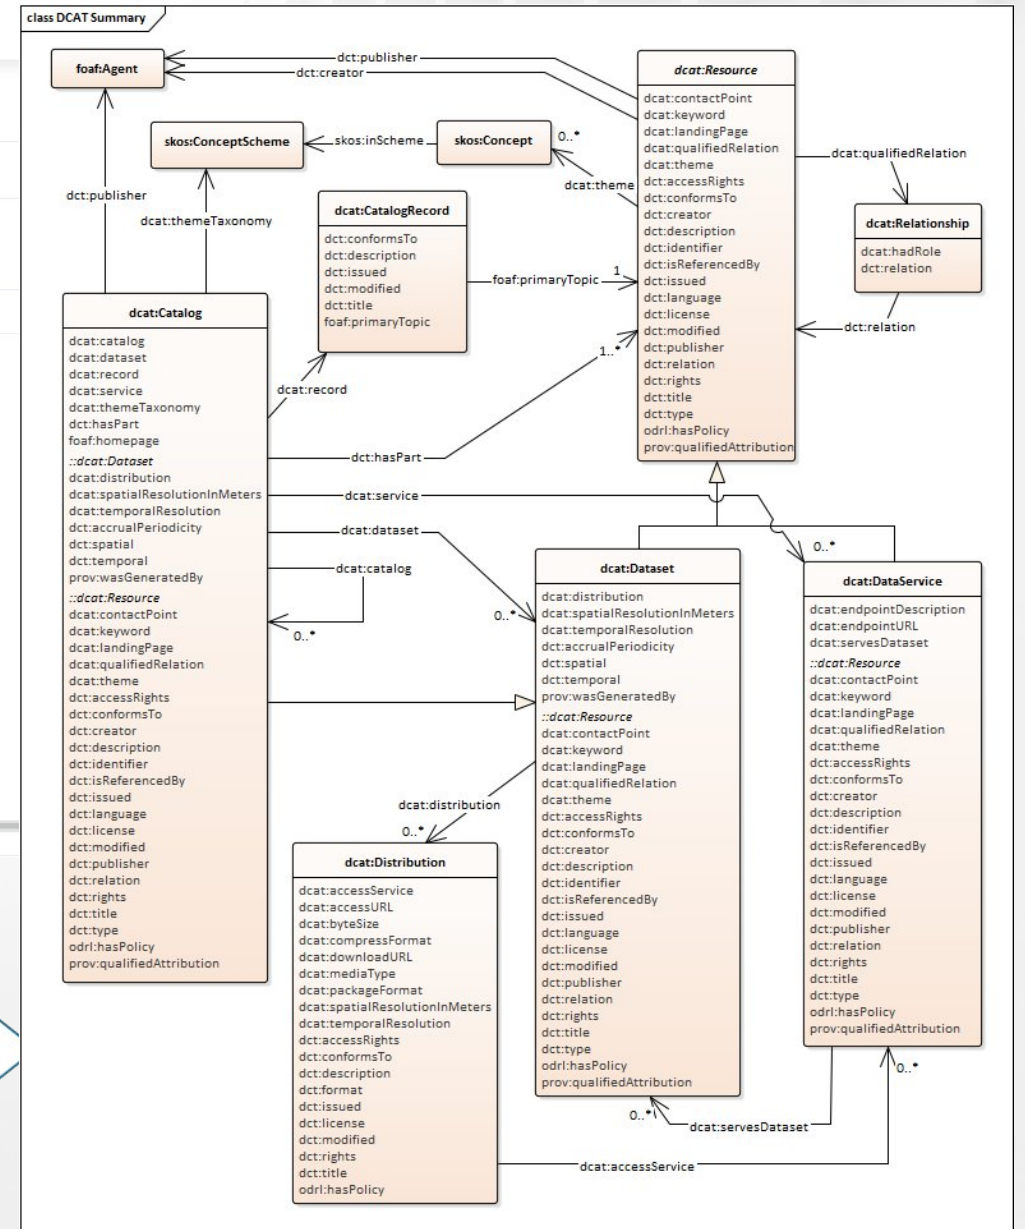 class DCAT Summary
foaf:Agent
dct:publisher
dct:creator
dcat:Resource
dcat:contactPoint
dcat:keyword
dcat:landingPage
dcat:qualifiedRelation
dcat:theme
dct:accessRights
dct:conformsTo
dct:creator
dct:description
dct:identifier
dct:isReferencedBy
dct:issued
dct:language
dct:license
dct:modified
dct:publisher
dct:relation
dct:rights
dct:title
dct:type
odrl:hasPolicy
prov:qualifiedAttribution
skos:ConceptScheme
skos:inScheme
skos:Concept
0..*
dcat:theme
dcat:qualifiedRelation
dcat:Relationship
dcat:hadRole
dct:relation
dct:relation
dct:publisher
dcat:themeTaxonomy
dcat:CatalogRecord
dct:conformsTo
dct:description
dct:issued
dct:modified
dct:title
foaf:primaryTopic
foaf:primaryTopic
1
1..*
dcat:record
dcat:Catalog
dcat:catalog
dcat:dataset
dcat:record
dcat:service
dcat:themeTaxonomy
dct:hasPart
foaf:homepage
::dcat:Dataset
dcat:distribution
dcat:spatialResolutionInMeters
dcat:temporalResolution
dct:accrualPeriodicity
dct:spatial
dct:temporal
prov:wasGeneratedBy
::dcat:Resource
dcat:contactPoint
dcat:keyword
dcat:landingPage
dcat:qualifiedRelation
dcat:theme
dct:accessRights
dct:conformsTo
dct:creator
dct:description
dct:identifier
dct:isReferencedBy
dct:issued
dct:language
dct:license
dct:modified
dct:publisher
dct:relation
dct:rights
dct:title
dct:type
odrl:hasPolicy
prov:qualifiedAttribution
dct:hasPart
dcat:service
0..*
dcat:dataset
0..*
dcat:catalog
0..*
dcat:Dataset
dcat:distribution
dcat:spatialResolutionInMeters
dcat:temporalResolution
dct:accrualPeriodicity
dct:spatial
dct:temporal
prov:wasGeneratedBy
::dcat:Resource
dcat:contactPoint
dcat:keyword
dcat:landingPage
dcat:qualifiedRelation
dcat:theme
dct:accessRights
dct:conformsTo
dct:creator
dct:description
dct:identifier
dct:isReferencedBy
dct:issued
dct:language
dct:license
dct:modified
dct:publisher
dct:relation
dct:rights
dct:title
dct:type
odrl:hasPolicy
prov:qualifiedAttribution
dcat:DataService
dcat:endpointDescription
dcat:endpointURL
dcat:servesDataset
::dcat:Resource
dcat:contactPoint
dcat:keyword
dcat:landingPage
dcat:qualifiedRelation
dcat:theme
dct:accessRights
dct:conformsTo
dct:creator
dct:description
dct:identifier
dct:isReferencedBy
dct:issued
dct:language
dct:license
dct:modified
dct:publisher
dct:relation
dct:rights
dct:title
dct:type
odrl:hasPolicy
prov:qualifiedAttribution
dcat:distribution
0..*
dcat:Distribution
dcat:accessService
dcat:accessURL
dcat:byteSize
dcat:compressFormat
dcat:downloadURL
dcat:mediaType
dcat:packageFormat
dcat:spatialResolutionInMeters
dcat:temporalResolution
dct:accessRights
dct:conformsTo
dct:description
dct:format
dct:issued
dct:license
dct:modified
dct:rights
dct:title
odrl:hasPolicy
0..*
0..*
dcat:servesDataset
dcat:accessService